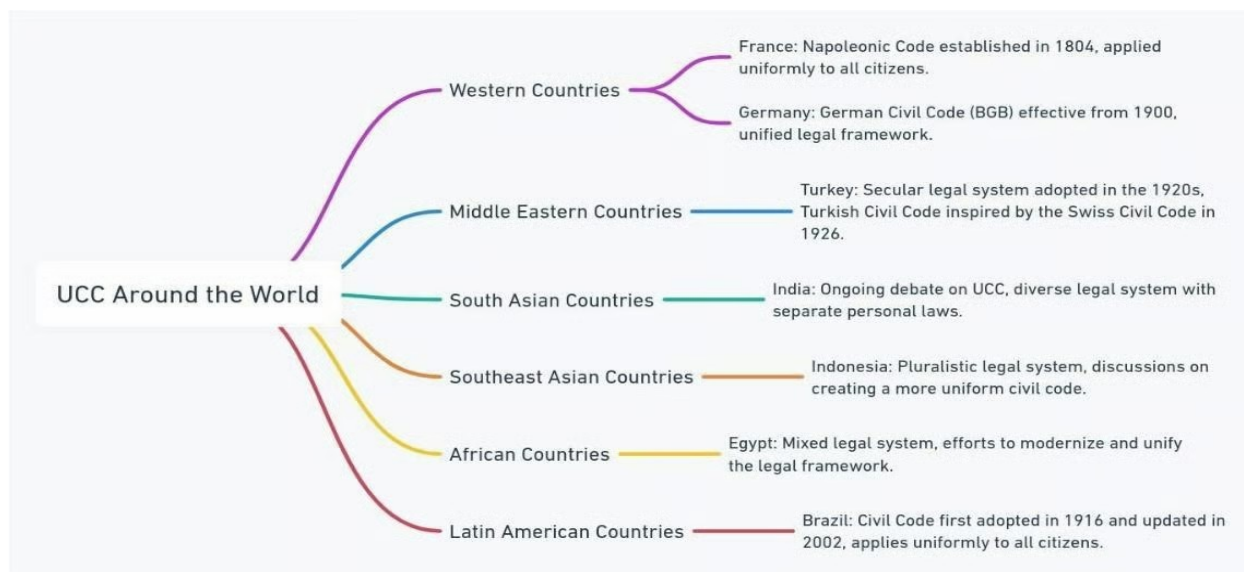 UCC Around the World
Western Countries
France: Napoleonic Code established in 1804, applied
uniformly to all citizens.
Germany: German Civil Code (BGB) effective from 1900,
unified legal framework.
Middle Eastern Countries
Turkey: Secular legal system adopted in the 1920s,
Turkish Civil Code inspired by the Swiss Civil Code in
1926.
South Asian Countries
India: Ongoing debate on UCC, diverse legal system with
separate personal laws.
Southeast Asian Countries
Indonesia: Pluralistic legal system, discussions on
creating a more uniform civil code.
African Countries
Egypt: Mixed legal system, efforts to modernize and unify
the legal framework.
Latin American Countries
Brazil: Civil Code first adopted in 1916 and updated in
2002, applies uniformly to all citizens.